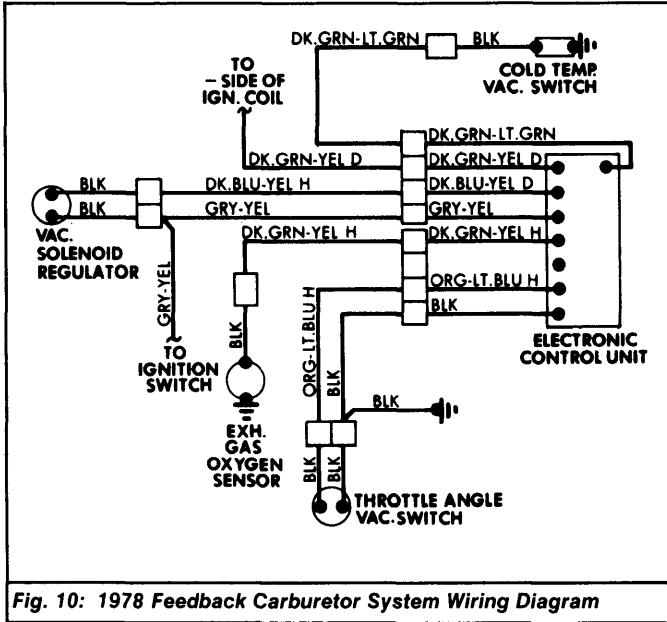 DK.GRN-LT.GRN
BLK
COLD TEMP.
VAC. SWITCH
TO
– SIDE OF
IGN. COIL
DK.GRN-LT.GRN
DK.GRN-YEL D
DK.GRN-YEL D
BLK
DK.BLU-YEL H
DK.BLU-YEL D
BLK
GRY-YEL
GRY-YEL
VAC.
SOLENOID
REGULATOR
DK.GRN-YEL H
DK.GRN-YEL H
GRY-YEL
ORG-LT.BLU H
ORG-LT.BLU H
BLK
BLK
BLK
ELECTRONIC
CONTROL UNIT
TO
IGNITION
SWITCH
BLK
EXH.
GAS
OXYGEN
SENSOR
BLK
BLK
THROTTLE ANGLE
VAC.SWITCH
Fig. 10: 1978 Feedback Carburetor System Wiring Diagram